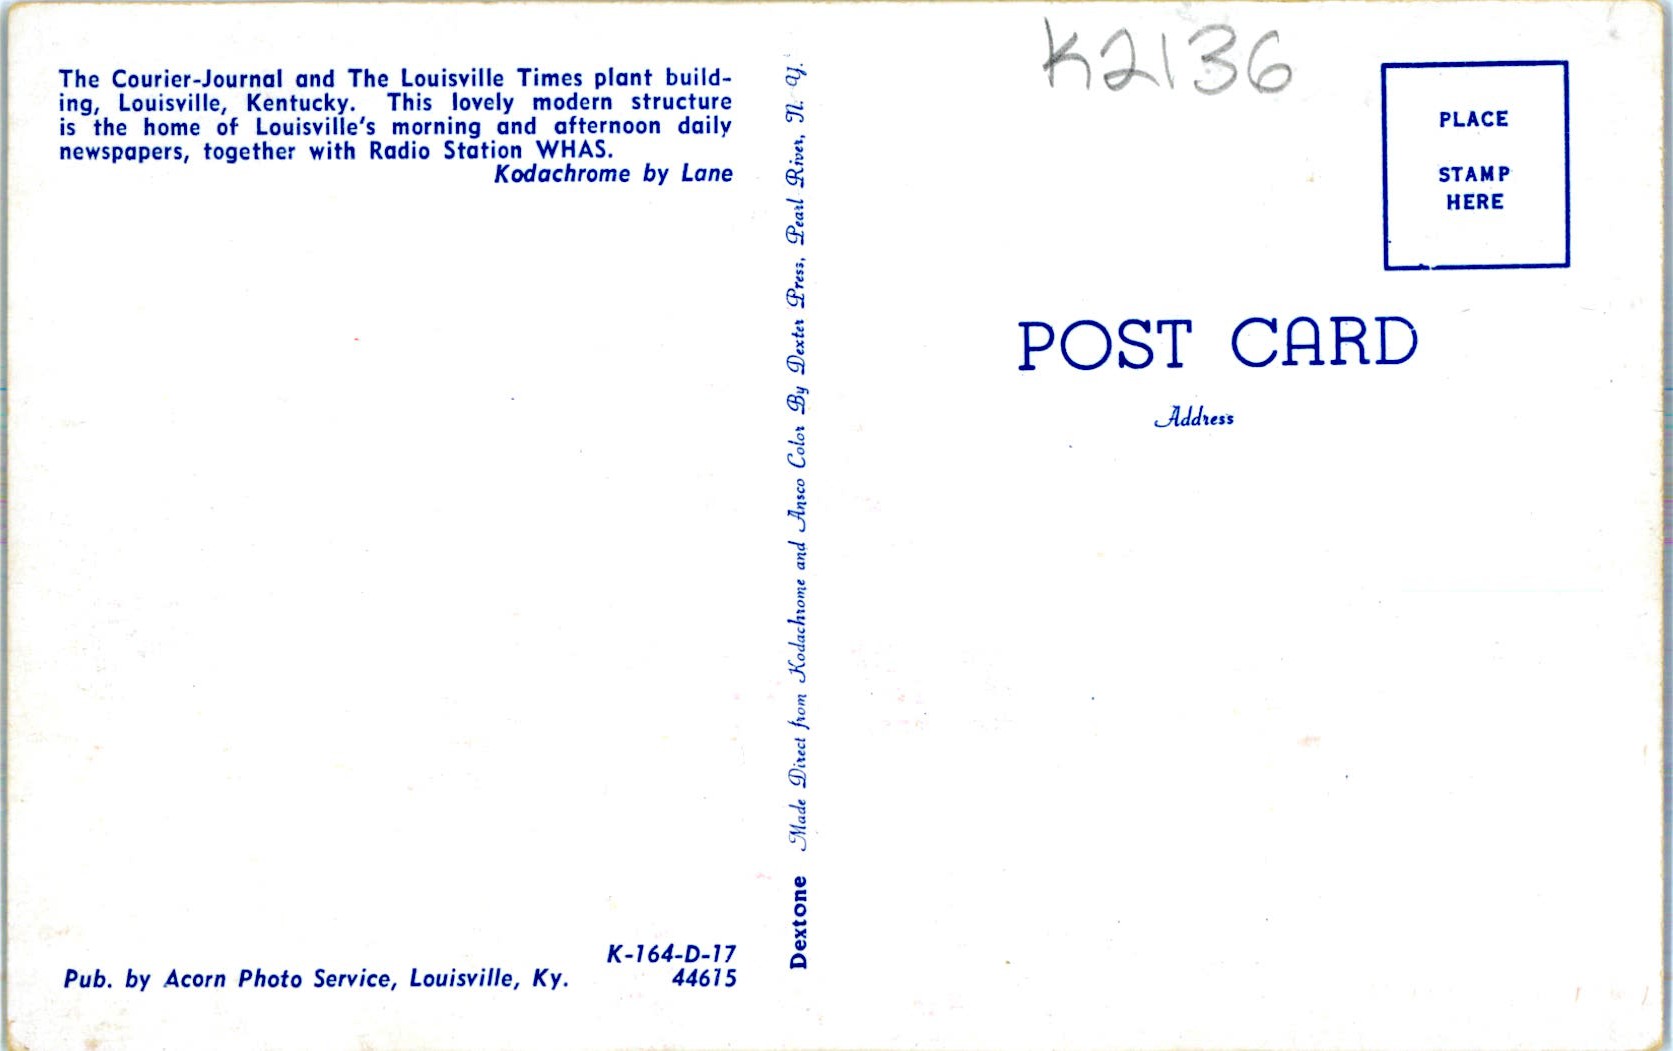 The Courier-Journal and The Louisville Times plant build-
ing, Louisville, Kentucky. This lovely modern structure
is the home of Louisville's morning and afternoon daily
newspapers, together with Radio Station WHAS.
Kodachrome by Lane
K-164-D-17
Pub. by Acorn Photo Service, Louisville, Ky. 44615
Dextone Made Direct from Kodachrome and Ansco Color By Dexter Press, Pearl River, N. Y.
K2136
PLACE
STAMP
HERE
POST CARD
Address